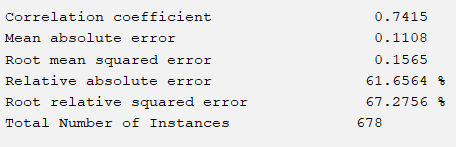 Correlation coefficient 0.7415
Mean absolute error 0.1108
Root mean squared error 0.1565
Relative absolute error 61.6564 %
Root relative squared error 67.2756 %
Total Number of Instances 678